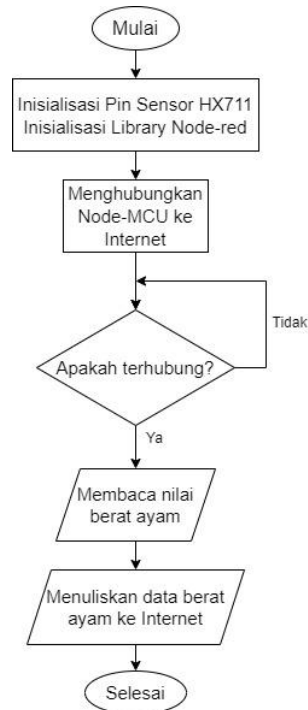 Mulai
Inisialisasi Pin Sensor HX711
Inisialisasi Library Node-red
Menghubungkan
Node-MCU ke
Internet
Tidak
Apakah terhubung?
Ya
Membaca nilai
berat ayam
Menuliskan data berat
ayam ke Internet
Selesai